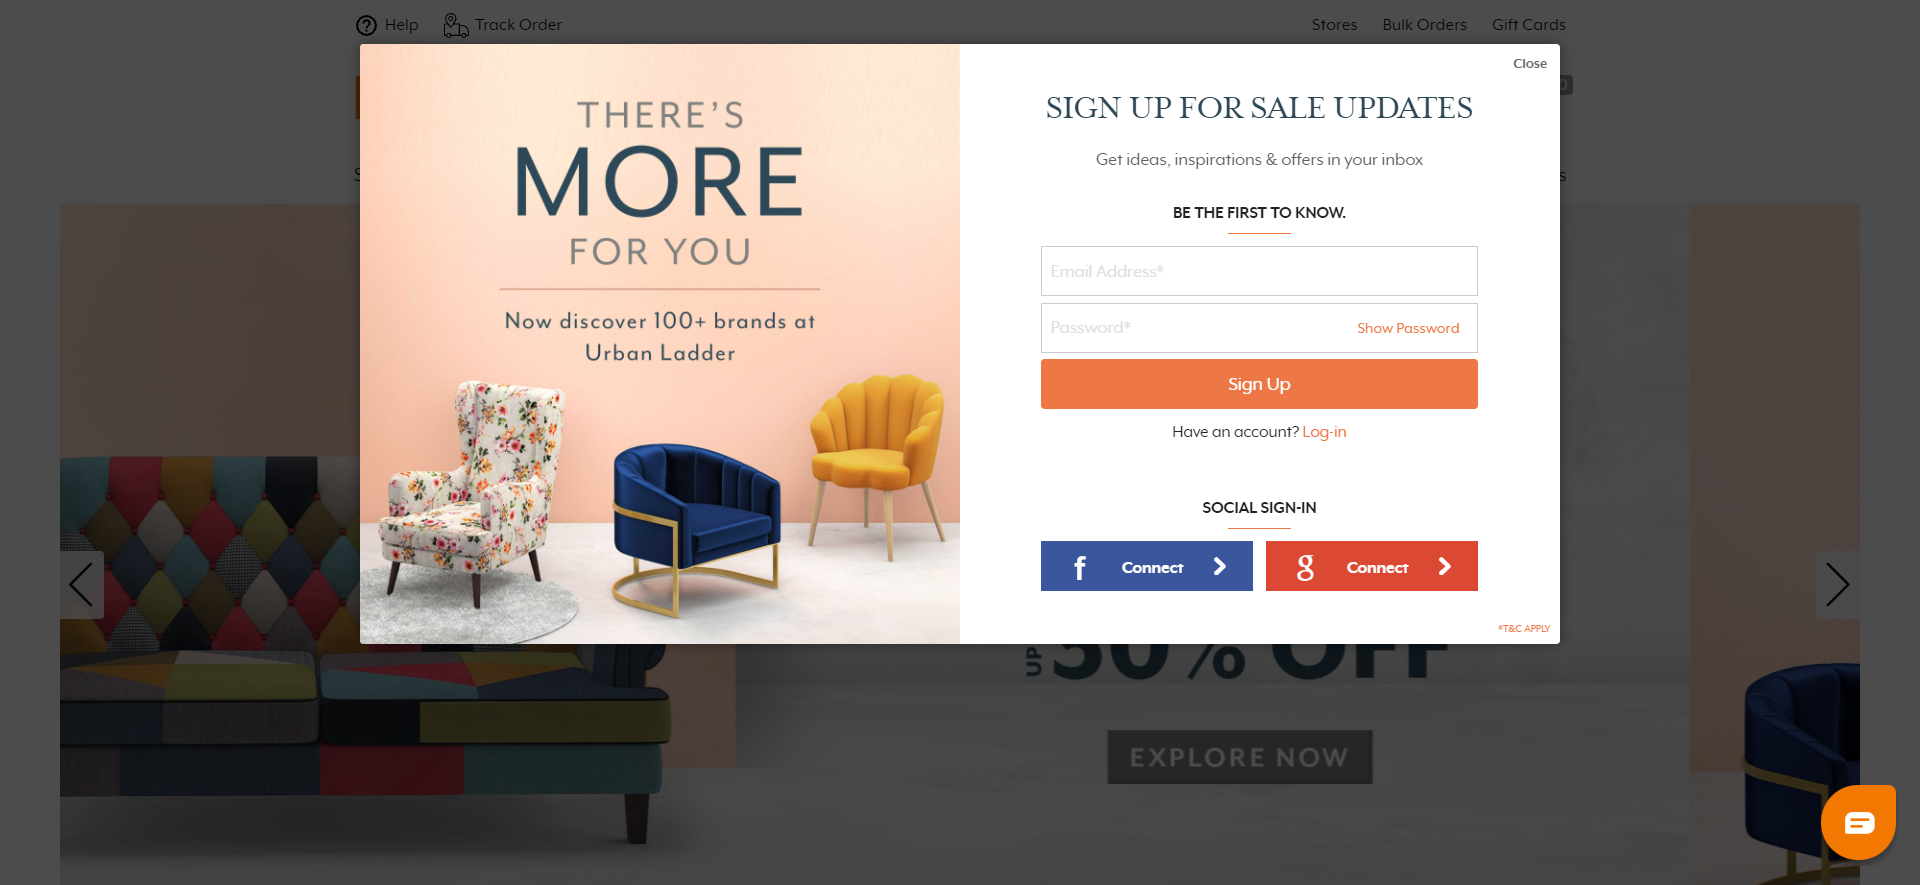 Help
Track Order
Stores
Bulk Orders
Gift Cards
Close
THERE'S
MORE
FOR YOU
Now discover 100+ brands at
Urban Ladder
SIGN UP FOR SALE UPDATES
Get ideas, inspirations & offers in your inbox
BE THE FIRST TO KNOW.
Email Address*
Password*
Show Password
Sign Up
Have an account? Log-in
SOCIAL SIGN-IN
f Connect
g Connect
*T&C APPLY
UP
50% OFF
EXPLORE NOW